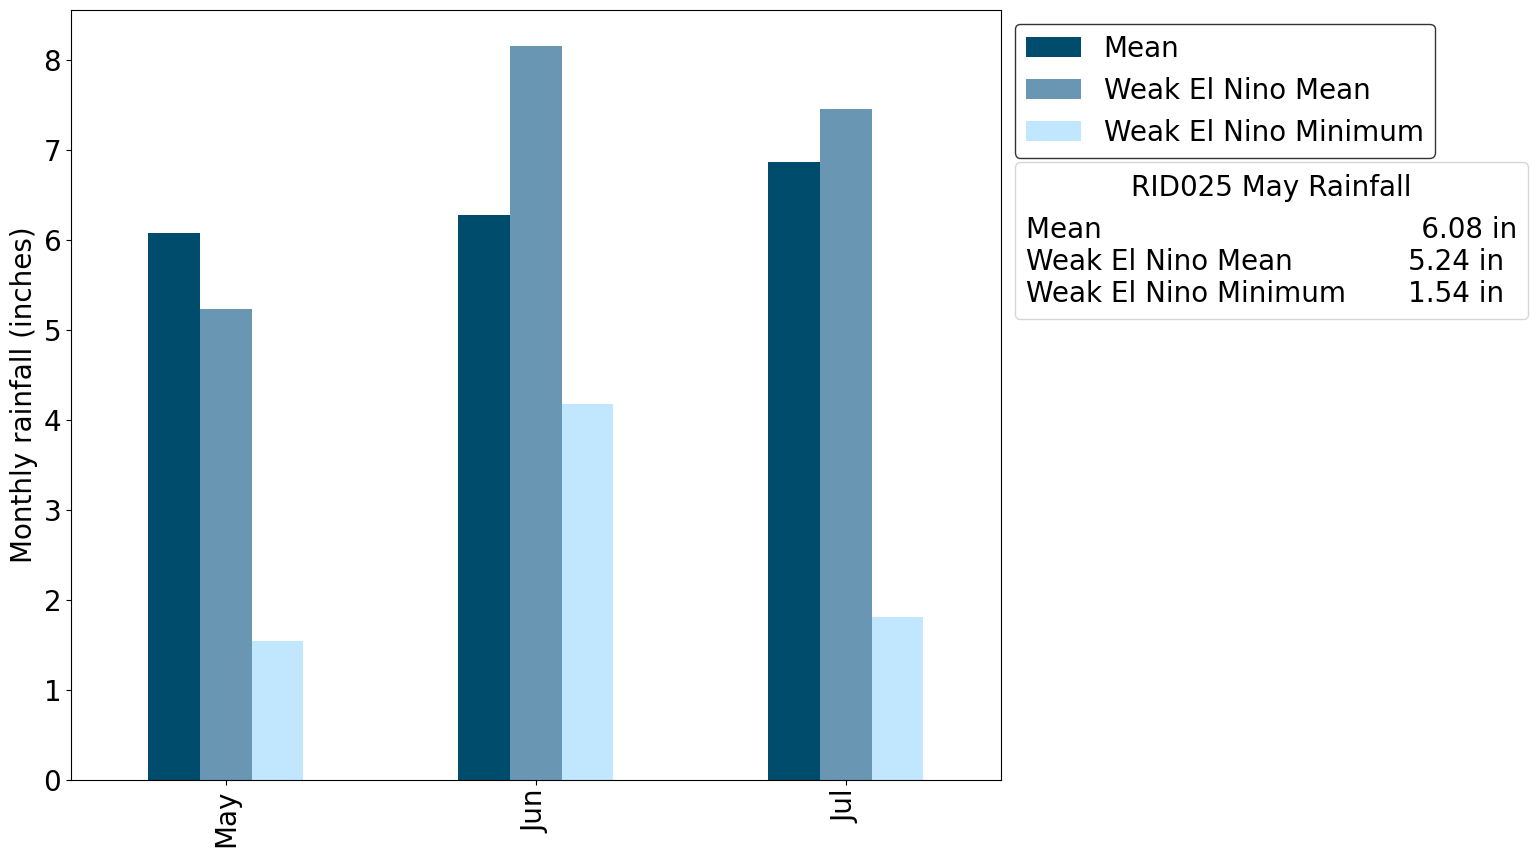 Monthly rainfall (inches)
8
7
6
5
4
3
2
1
0
May
Jun
Jul
Mean
Weak El Nino Mean
Weak El Nino Minimum
RID025 May Rainfall
Mean 6.08 in
Weak El Nino Mean 5.24 in
Weak El Nino Minimum 1.54 in